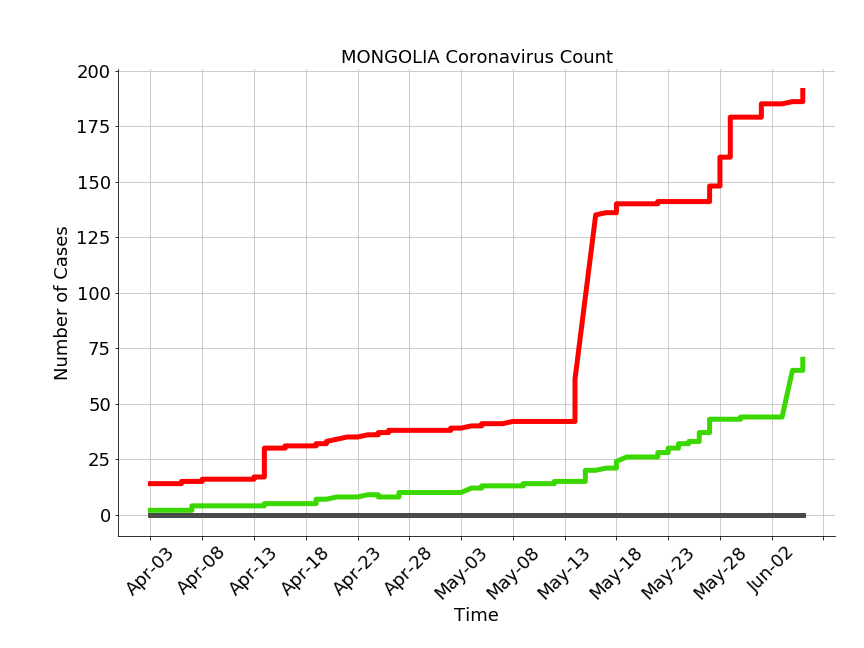 MONGOLIA Coronavirus Count
200
175
150
125
100
75
50
25
0
Number of Cases
Apr-03
Apr-08
Apr-13
Apr-18
Apr-23
Apr-28
May-03
May-08
May-13
May-18
May-23
May-28
Jun-02
Time